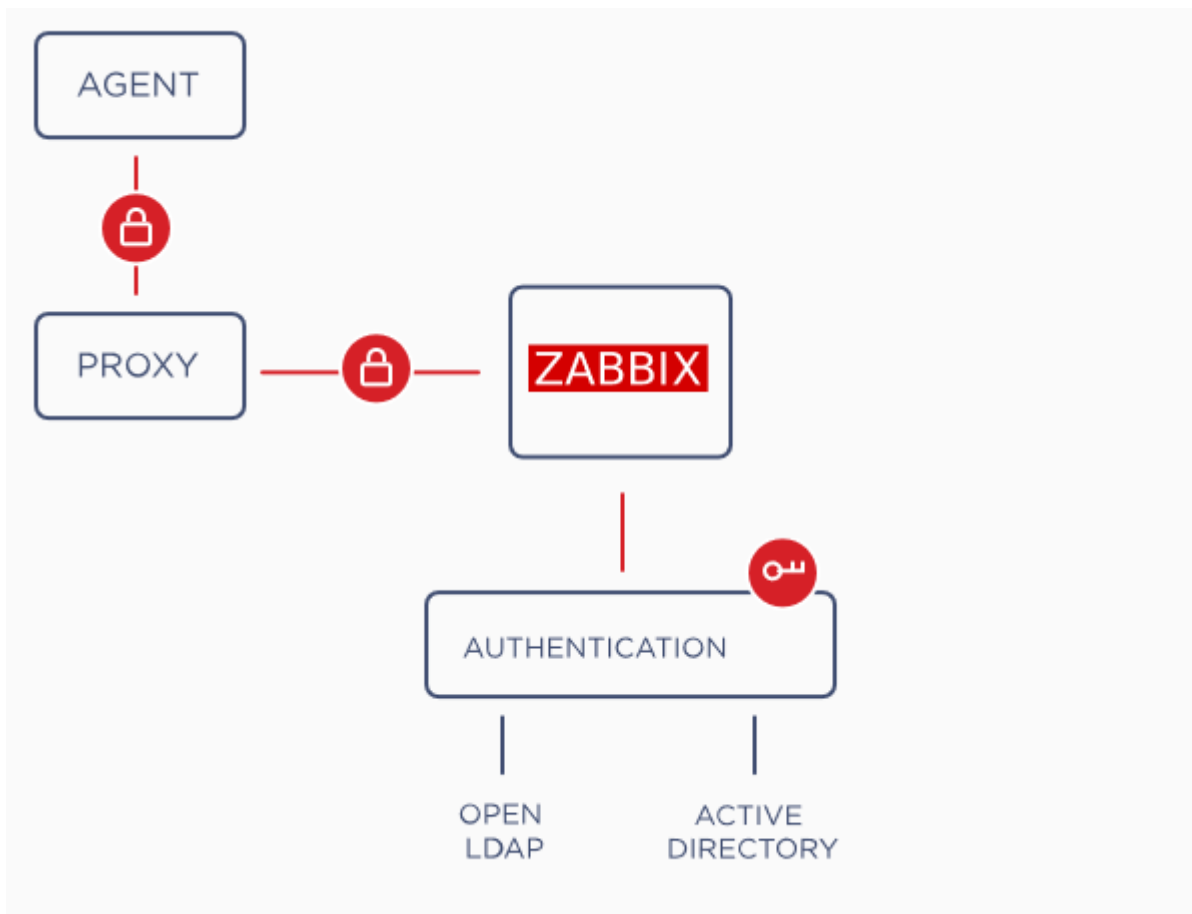 AGENT
PROXY
ZABBIX
AUTHENTICATION
OPEN
LDAP
ACTIVE
DIRECTORY